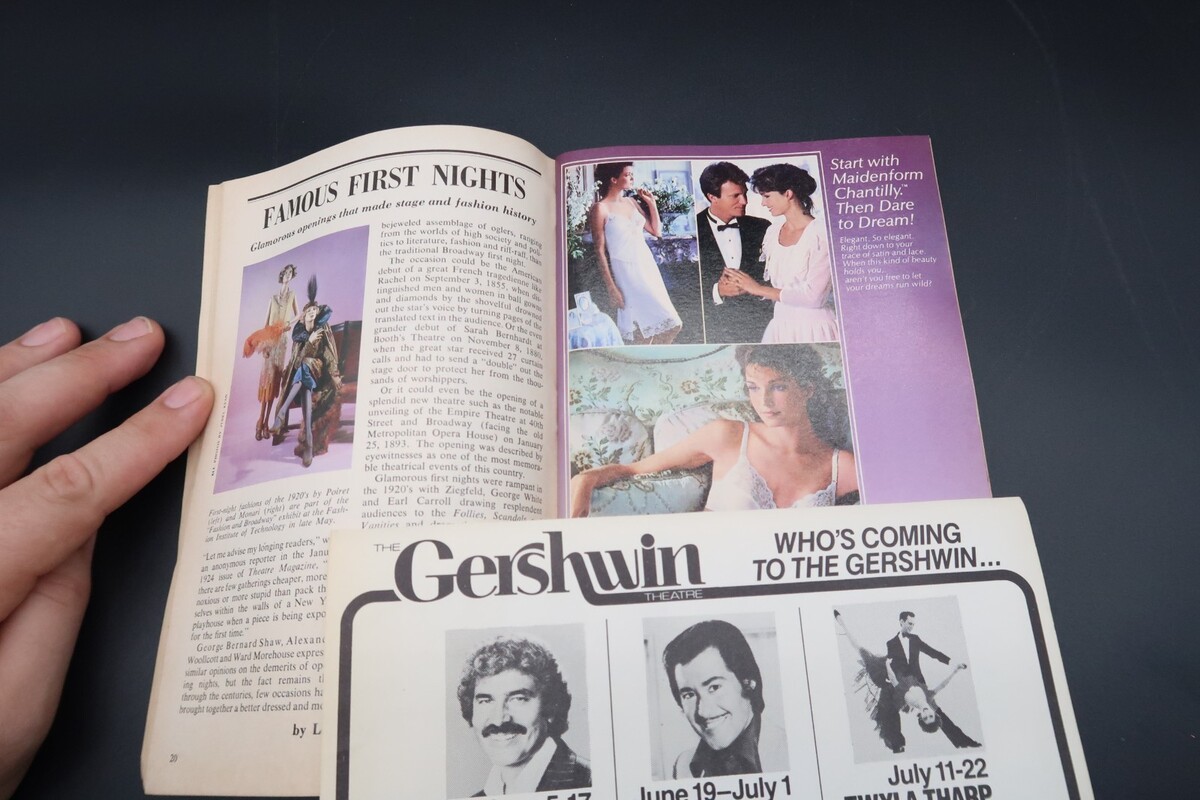 FAMOUS FIRST NIGHTS
Glamorous openings that made stage and fashion history
bejeweled assemblage of oglers, ranging
from the worlds of high society and poli-
tics to literature, fashion and riff-raff, than
the traditional Broadway first night.
The occasion could be the American
debut of a great French tragedienne like
Rachel on September 3, 1855, when dis-
tinguished men and women in ball gowns
and diamonds by the shovelful drowned
out the star's voice by turning pages of the
translated text in the audience. Or the even
grander debut of Sarah Bernhardt at
Booth's Theatre on November 8, 1880,
when the great star received 27 curtain
calls and had to send a "double" out the
stage door to protect her from the thou-
sands of worshippers.
Or it could even be the opening of a
splendid new theatre such as the notable
unveiling of the Empire Theatre at 40th
Street and Broadway (facing the old
Metropolitan Opera House) on January
25, 1893. The opening was described by
eyewitnesses as one of the most memora-
ble theatrical events of this country.
Glamorous first nights were rampant in
the 1920's with Ziegfeld, George White
and Earl Carroll drawing resplendent
audiences to the Follies, Scandals
Vanities and
First-night fashions of the 1920's by Poiret
(left) and Monari (right) are part of the
"Fashion and Broadway" exhibit at the Fash-
ion Institute of Technology in late May.
"Let me advise my longing readers," w
an anonymous reporter in the Janu
1924 issue of Theatre Magazine, "
there are few gatherings cheaper, more
noxious or more stupid than pack th
selves within the walls of a New Y
playhouse when a piece is being expo
for the first time."
George Bernard Shaw, Alexan
Woollcott and Ward Morehouse expres
similar opinions on the demerits of op
ing nights, but the fact remains t
through the centuries, few occasions ha
brought together a better dressed and mo
by L
20
Start with
Maidenform
Chantilly.™
Then Dare
to Dream!
Elegant. So elegant.
Right down to your
trace of satin and lace.
When this kind of beauty
holds you,
aren't you free to let
your dreams run wild?
THE Gershwin THEATRE
WHO'S COMING
TO THE GERSHWIN...
5-17
June 19–July 1
July 11-22
TWYLA THARP